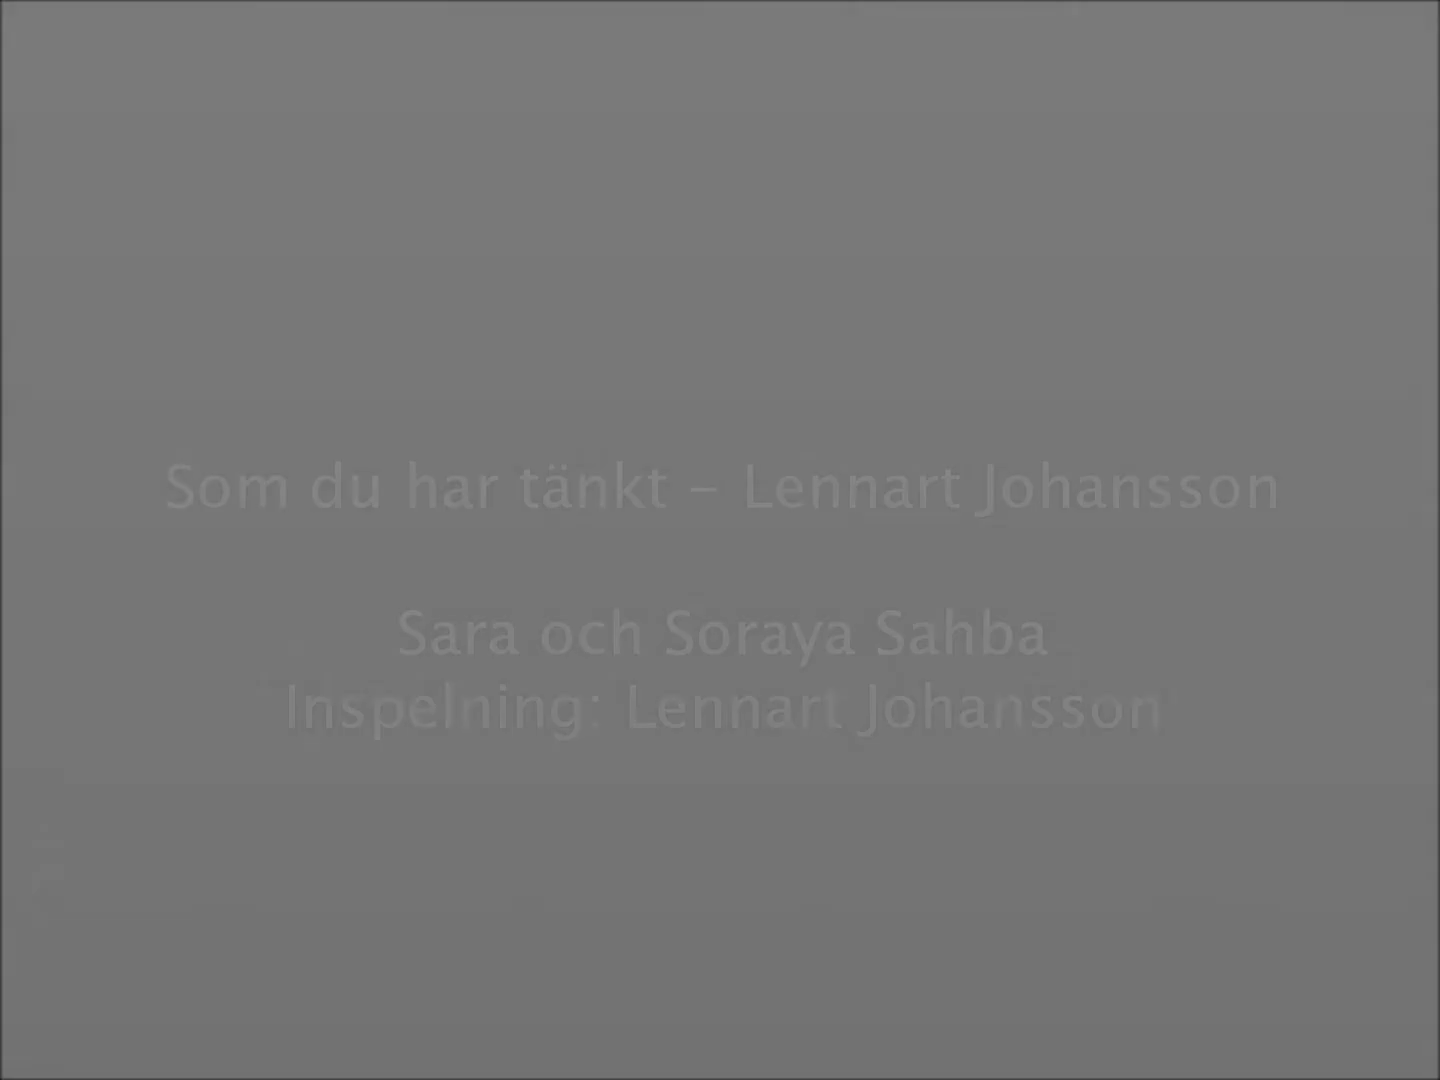 Som du har tänkt - Lennart Johansson
Sara och Soraya Sahba
Inspelning: Lennart Johansson